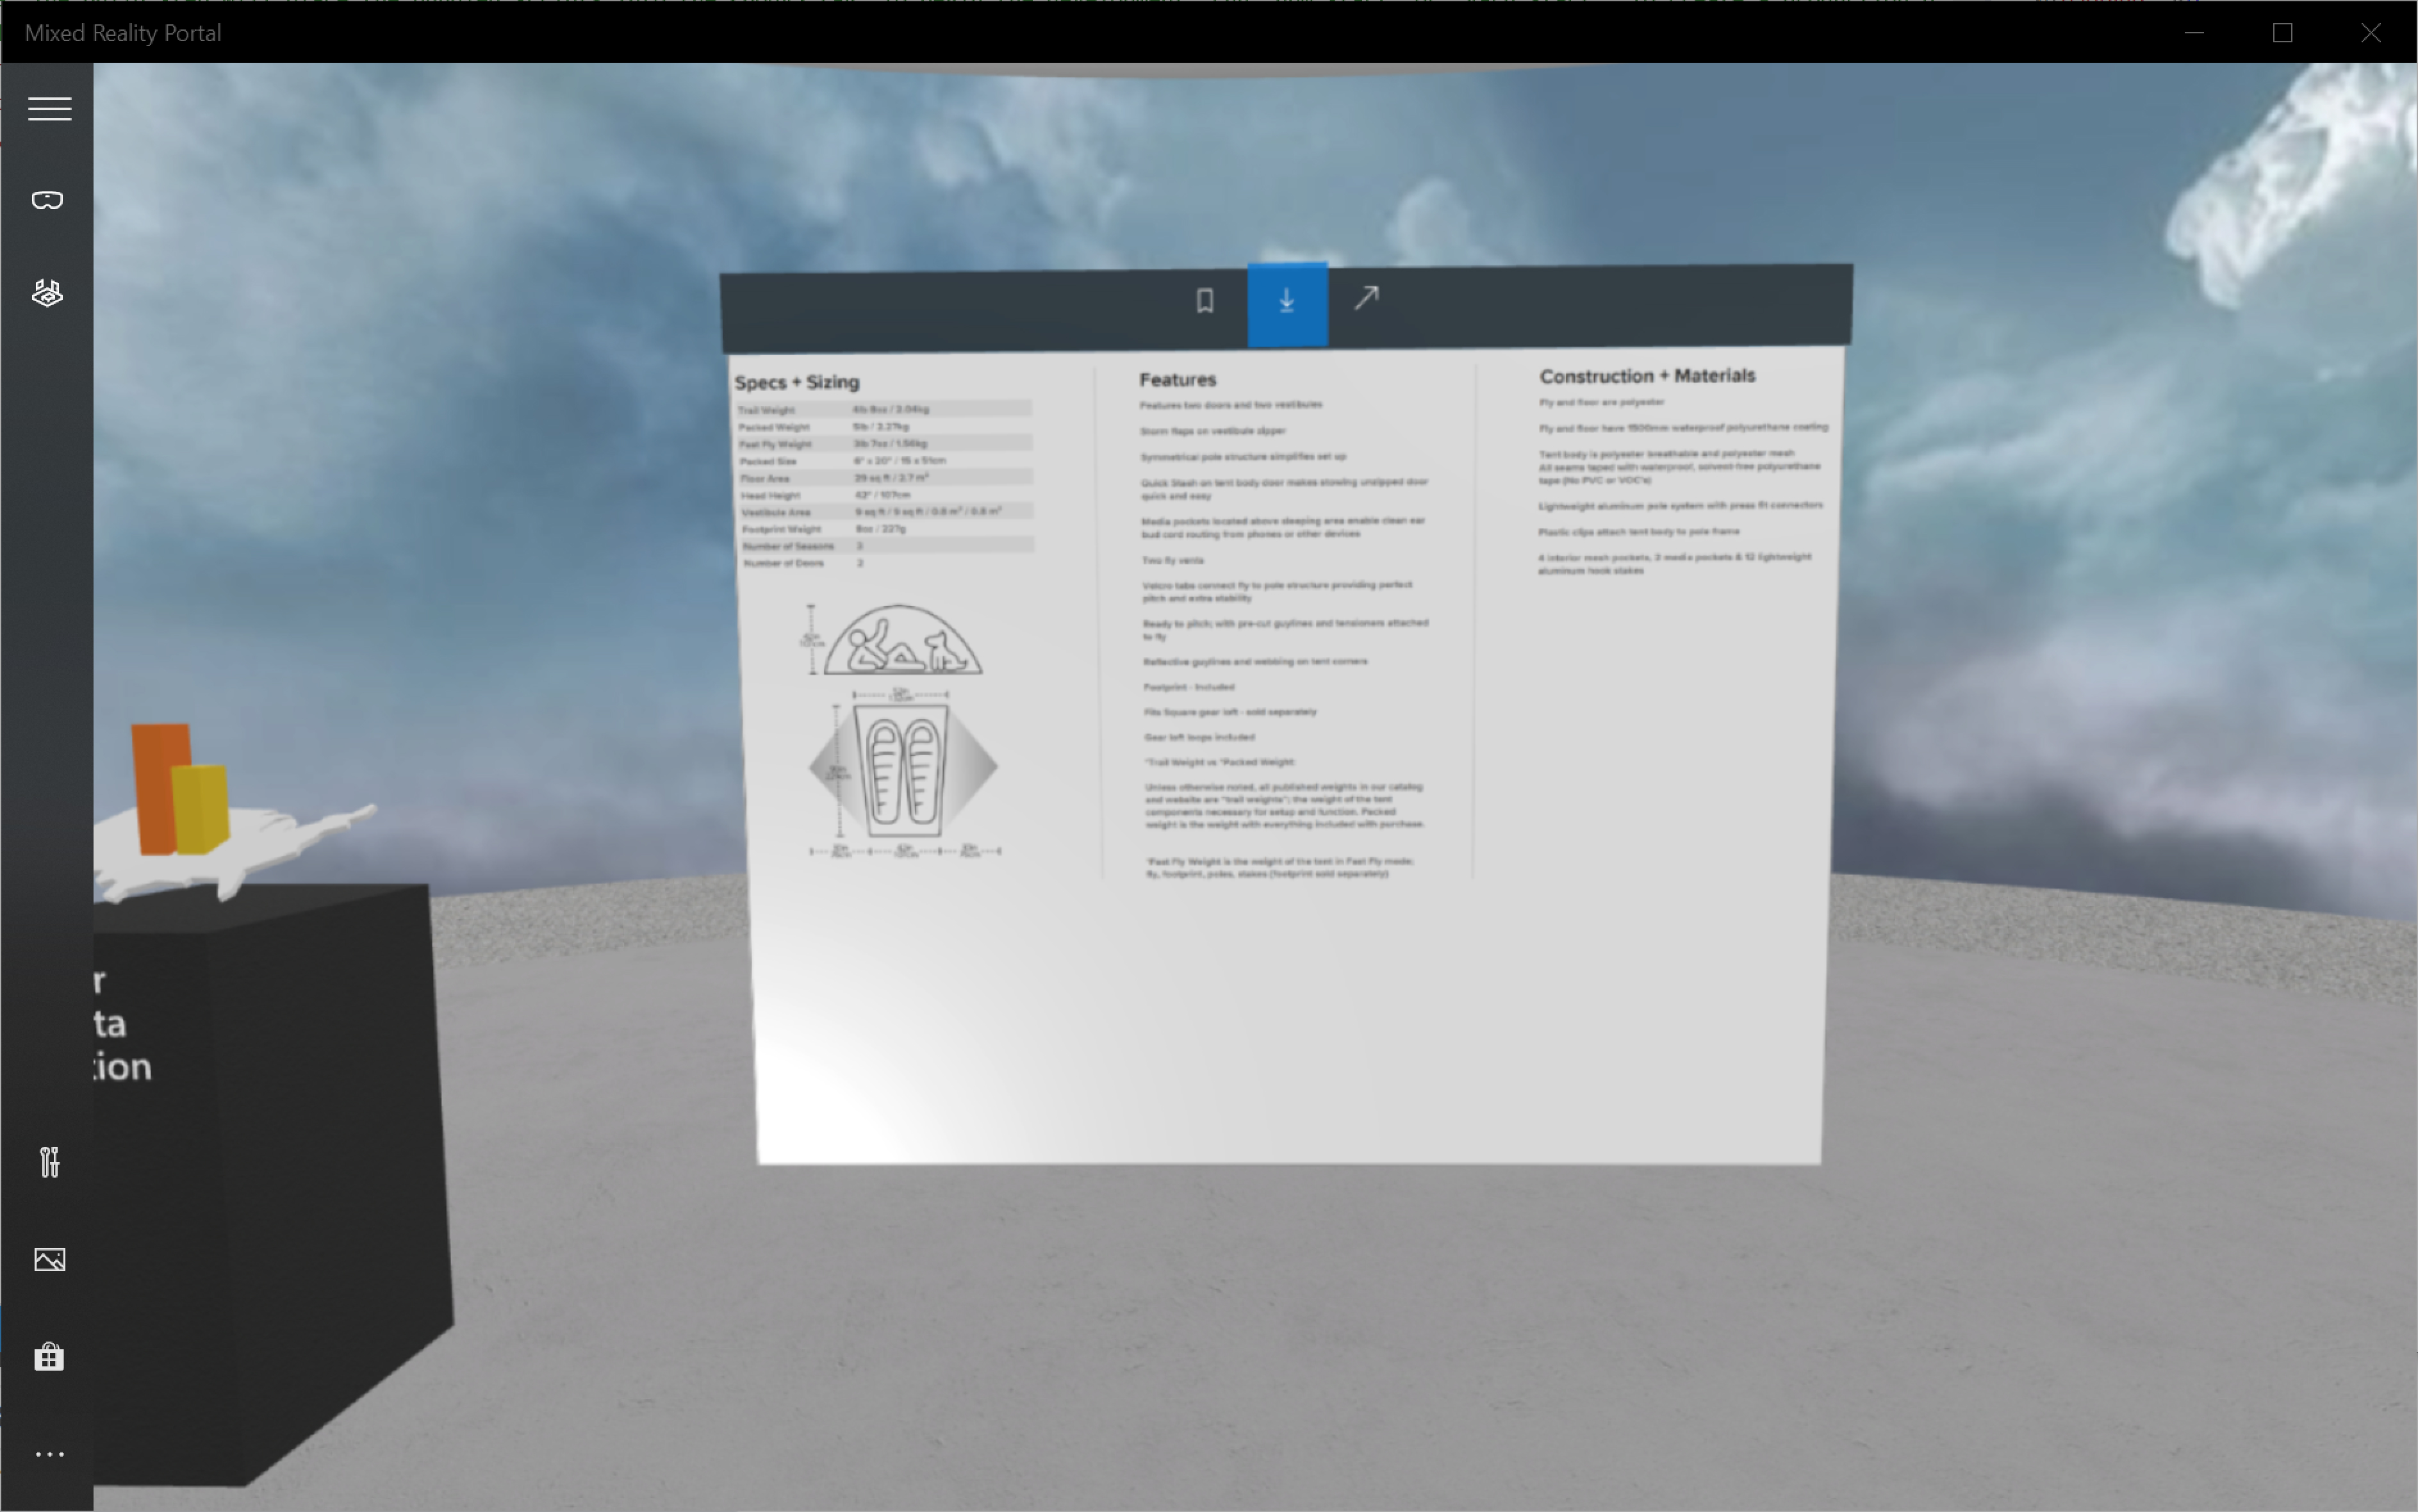 Mixed Reality Portal
Specs + Sizing
Trail Weight 4lb 8oz / 2.04kg
Packed Weight 5lb / 2.27kg
Fast Fly Weight 3lb 7oz / 1.56kg
Packed Size 6" x 20" / 15 x 51cm
Floor Area 29 sq ft / 2.7 m²
Head Height 42" / 107cm
Vestibule Area 9 sq ft / 9 sq ft / 0.8 m² / 0.8 m²
Footprint Weight 8oz / 227g
Number of Seasons 3
Number of Doors 2
Features
Features two doors and two vestibules
Storm flaps on vestibule zipper
Symmetrical pole structure simplifies set up
Quick Stash on tent body door makes stowing unzipped door
quick and easy
Media pockets located above sleeping area enable clean ear
bud cord routing from phones or other devices
Two fly vents
Velcro tabs connect fly to pole structure providing perfect
pitch and extra stability
Ready to pitch; with pre-cut guylines and tensioners attached
to fly
Reflective guylines and webbing on tent corners
Footprint - Included
Fits Square gear loft - sold separately
Gear loft loops included
*Trail Weight vs *Packed Weight:
Unless otherwise noted, all published weights in our catalog
and website are "trail weights"; the weight of the tent
components necessary for setup and function. Packed
weight is the weight with everything included with purchase.
*Fast Fly Weight is the weight of the tent in Fast Fly mode;
fly, footprint, poles, stakes (footprint sold separately)
Construction + Materials
Fly and floor are polyester
Fly and floor have 1500mm waterproof polyurethane coating
Tent body is polyester breathable and polyester mesh
All seams taped with waterproof, solvent-free polyurethane
tape (No PVC or VOC's)
Lightweight aluminum pole system with press fit connectors
Plastic clips attach tent body to pole frame
4 interior mesh pockets, 2 media pockets & 12 lightweight
aluminum hook stakes
r
ta
tion